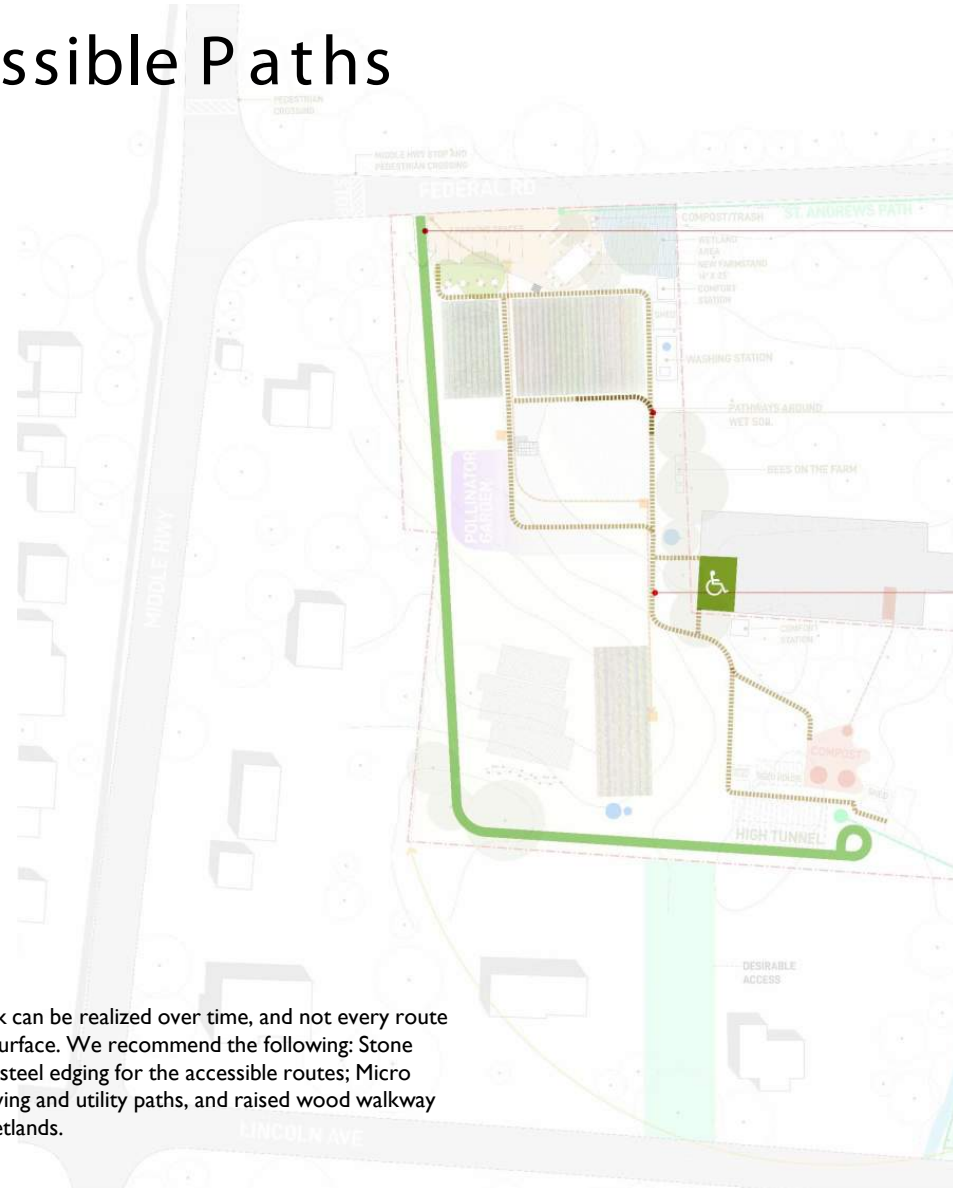 ssible Paths
PEDESTRIAN
CROSSING
MIDDLE HWY STOP AND
PEDESTRIAN CROSSING
STOP
FEDERAL RD
COMPOST/TRASH
ST. ANDREWS PATH
WETLAND
AREA
NEW FARMSTAND
COMFORT
STATION
SHED
WASHING STATION
PATHWAYS AROUND
WET SOIL
BEES ON THE FARM
POLLINATOR
GARDEN
MIDDLE HWY
COMFORT
STATION
COMPOST
SHED
HIGH TUNNEL
DESIRABLE
ACCESS
k can be realized over time, and not every route
urface. We recommend the following: Stone
steel edging for the accessible routes; Micro
ving and utility paths, and raised wood walkway
etlands.
LINCOLN AVE